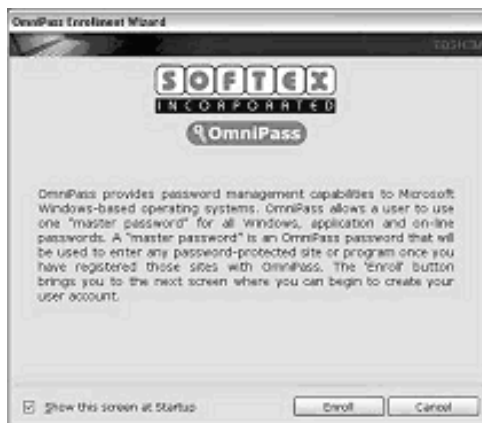 OmniPass Enrollment Wizard
TOSHIBA
SOFTEX
INCORPORATED
OmniPass
OmniPass provides password management capabilities to Microsoft
Windows-based operating systems. OmniPass allows a user to use
one "master password" for all Windows, application and on-line
passwords. A "master password" is an OmniPass password that will
be used to enter any password-protected site or program once you
have registered those sites with OmniPass. The 'Enroll' button
brings you to the next screen where you can begin to create your
user account.
Show this screen at Startup
Enroll
Cancel